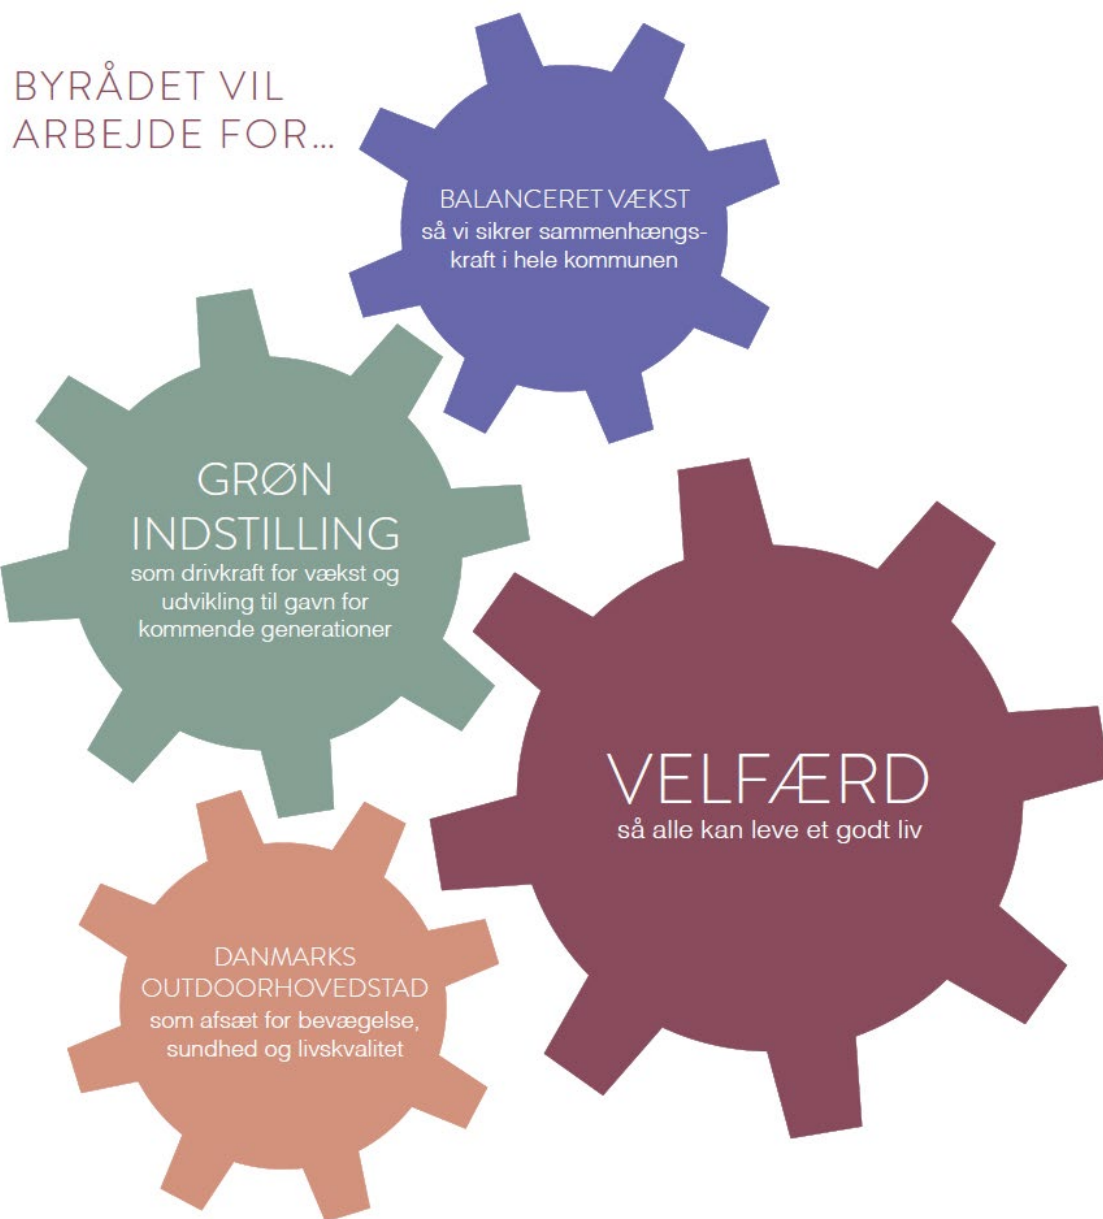 BYRÅDET VIL
ARBEJDE FOR...
BALANCERET VÆKST
så vi sikrer sammenhængs-
kraft i hele kommunen
GRØN
INDSTILLING
som drivkraft for vækst og
udvikling til gavn for
kommende generationer
VELFÆRD
så alle kan leve et godt liv
DANMARKS
OUTDOORHOVEDSTAD
som afsæt for bevægelse,
sundhed og livskvalitet